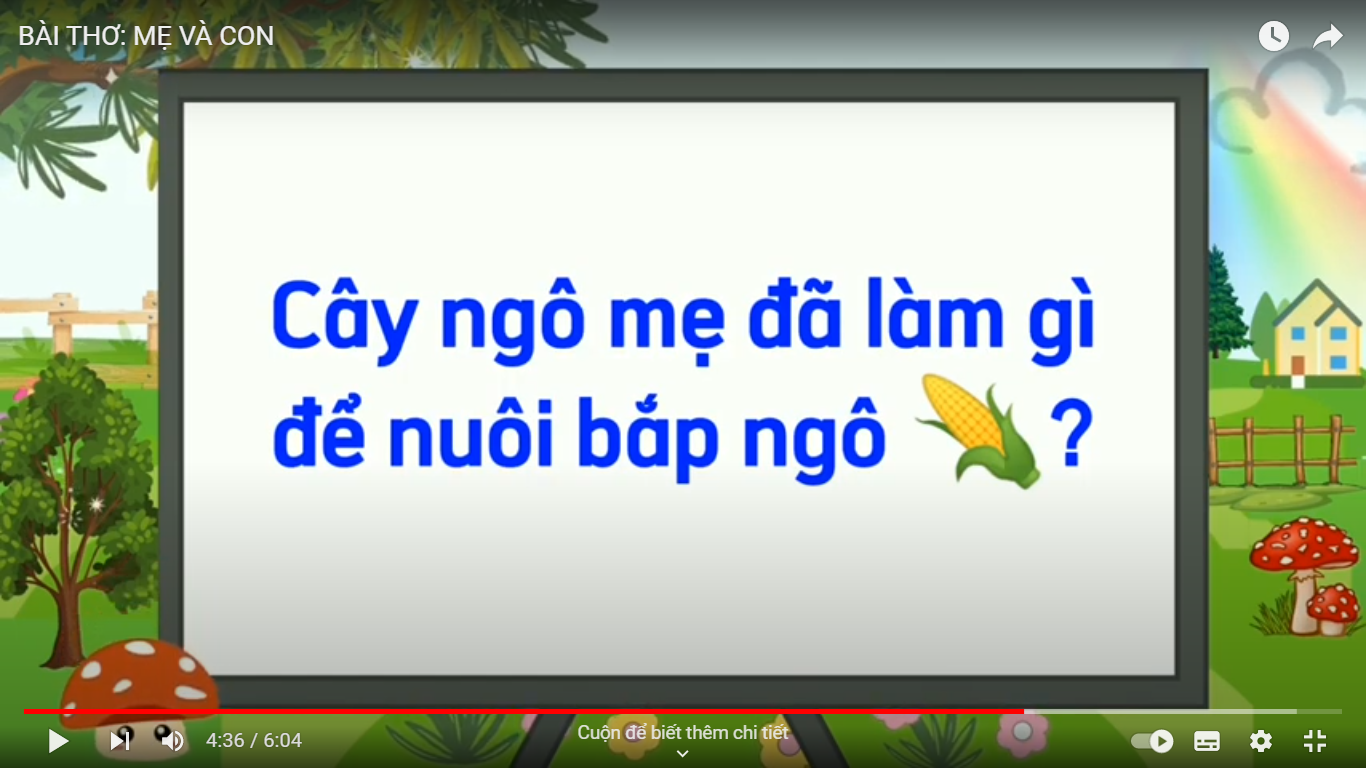 BÀI THƠ: MẸ VÀ CON
Cây ngô mẹ đã làm gì
để nuôi bắp ngô ?
4:36 / 6:04
Cuộn để biết thêm chi tiết